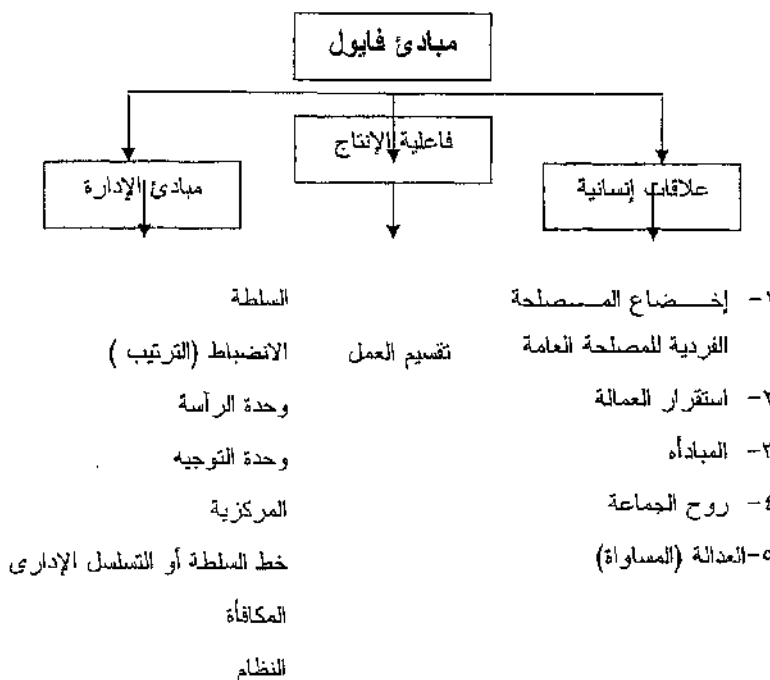 مبادئ فايول
فاعلية الإنتاج
علاقات إنسانية
مبادئ الإدارة
١- إخضاع المصلحة
الفردية للمصلحة العامة
٢- استقرار العمالة
٣- المبادأه
٤- روح الجماعة
٥-العدالة (المساواة)
تقسيم العمل
السلطة
الانضباط (الترتيب )
وحدة الرآسة
وحدة التوجيه
المركزية
خط السلطة أو التسلسل الإدارى
المكافأة
النظام